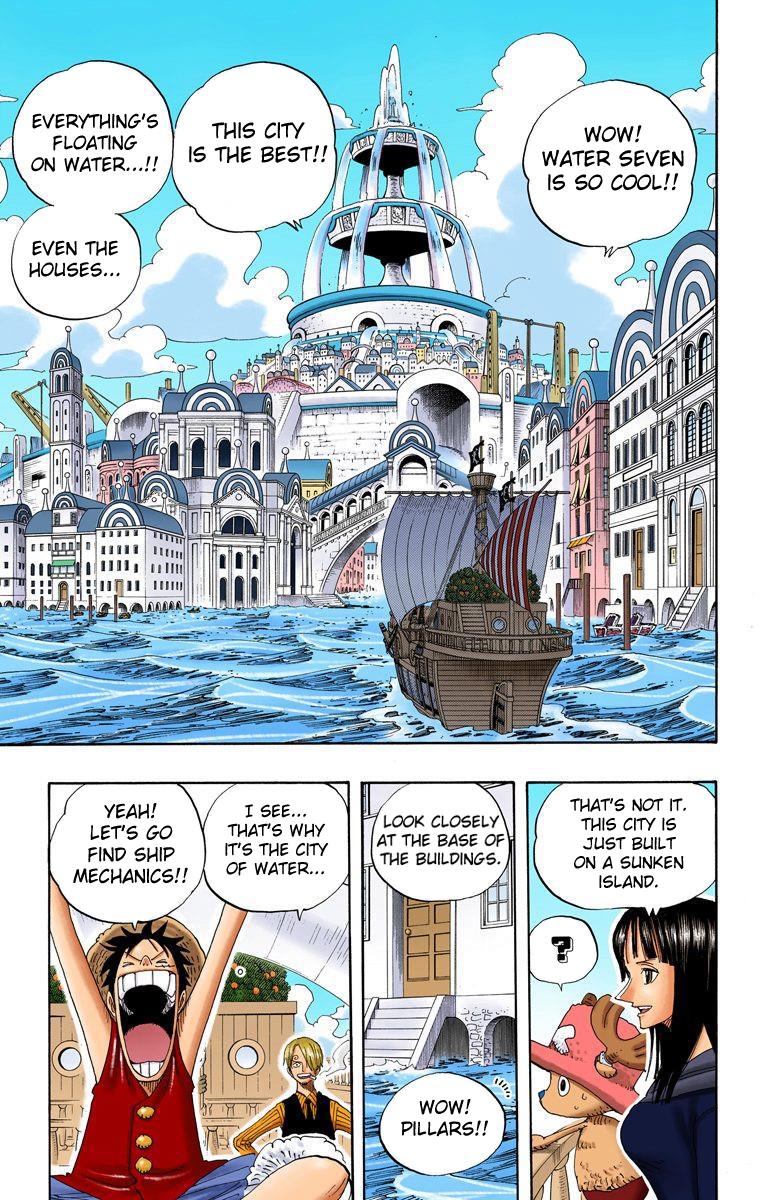 WOW!
WATER SEVEN
IS SO COOL!!
THIS CITY
IS THE BEST!!
EVERYTHING'S
FLOATING
ON WATER...!!
EVEN THE
HOUSES...
THAT'S NOT IT.
THIS CITY IS
JUST BUILT
ON A SUNKEN
ISLAND.
?
LOOK CLOSELY
AT THE BASE OF
THE BUILDINGS.
WOW!
PILLARS!!
I SEE...
THAT'S WHY
IT'S THE CITY
OF WATER...
YEAH!
LET'S GO
FIND SHIP
MECHANICS!!